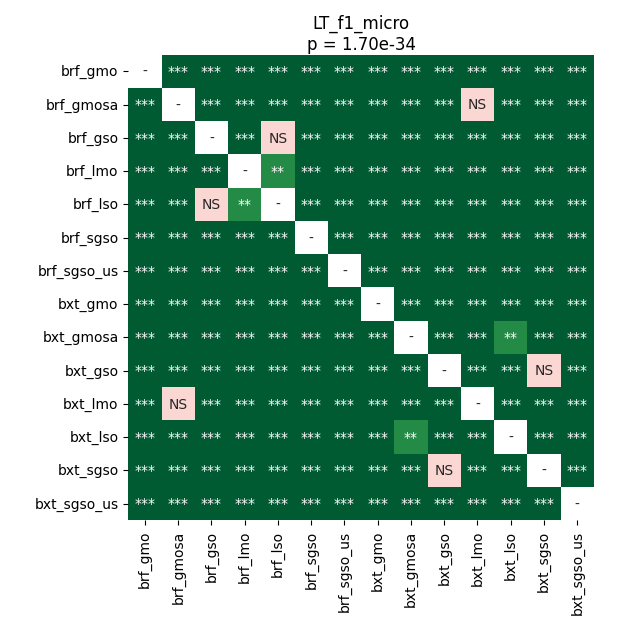 LT_f1_micro
p = 1.70e-34
brf_gmo - *** *** *** *** *** *** *** *** *** *** *** *** ***
brf_gmosa *** - *** *** *** *** *** *** *** *** NS *** *** ***
brf_gso *** *** - *** NS *** *** *** *** *** *** *** *** ***
brf_lmo *** *** *** - ** *** *** *** *** *** *** *** *** ***
brf_lso *** *** NS ** - *** *** *** *** *** *** *** *** ***
brf_sgso *** *** *** *** *** - *** *** *** *** *** *** *** ***
brf_sgso_us *** *** *** *** *** *** - *** *** *** *** *** *** ***
bxt_gmo *** *** *** *** *** *** *** - *** *** *** *** *** ***
bxt_gmosa *** *** *** *** *** *** *** *** - *** *** ** *** ***
bxt_gso *** *** *** *** *** *** *** *** *** - *** *** NS ***
bxt_lmo *** NS *** *** *** *** *** *** *** *** - *** *** ***
bxt_lso *** *** *** *** *** *** *** *** ** *** *** - *** ***
bxt_sgso *** *** *** *** *** *** *** *** *** NS *** *** - ***
bxt_sgso_us *** *** *** *** *** *** *** *** *** *** *** *** *** -
brf_gmo brf_gmosa brf_gso brf_lmo brf_lso brf_sgso brf_sgso_us bxt_gmo bxt_gmosa bxt_gso bxt_lmo bxt_lso bxt_sgso bxt_sgso_us